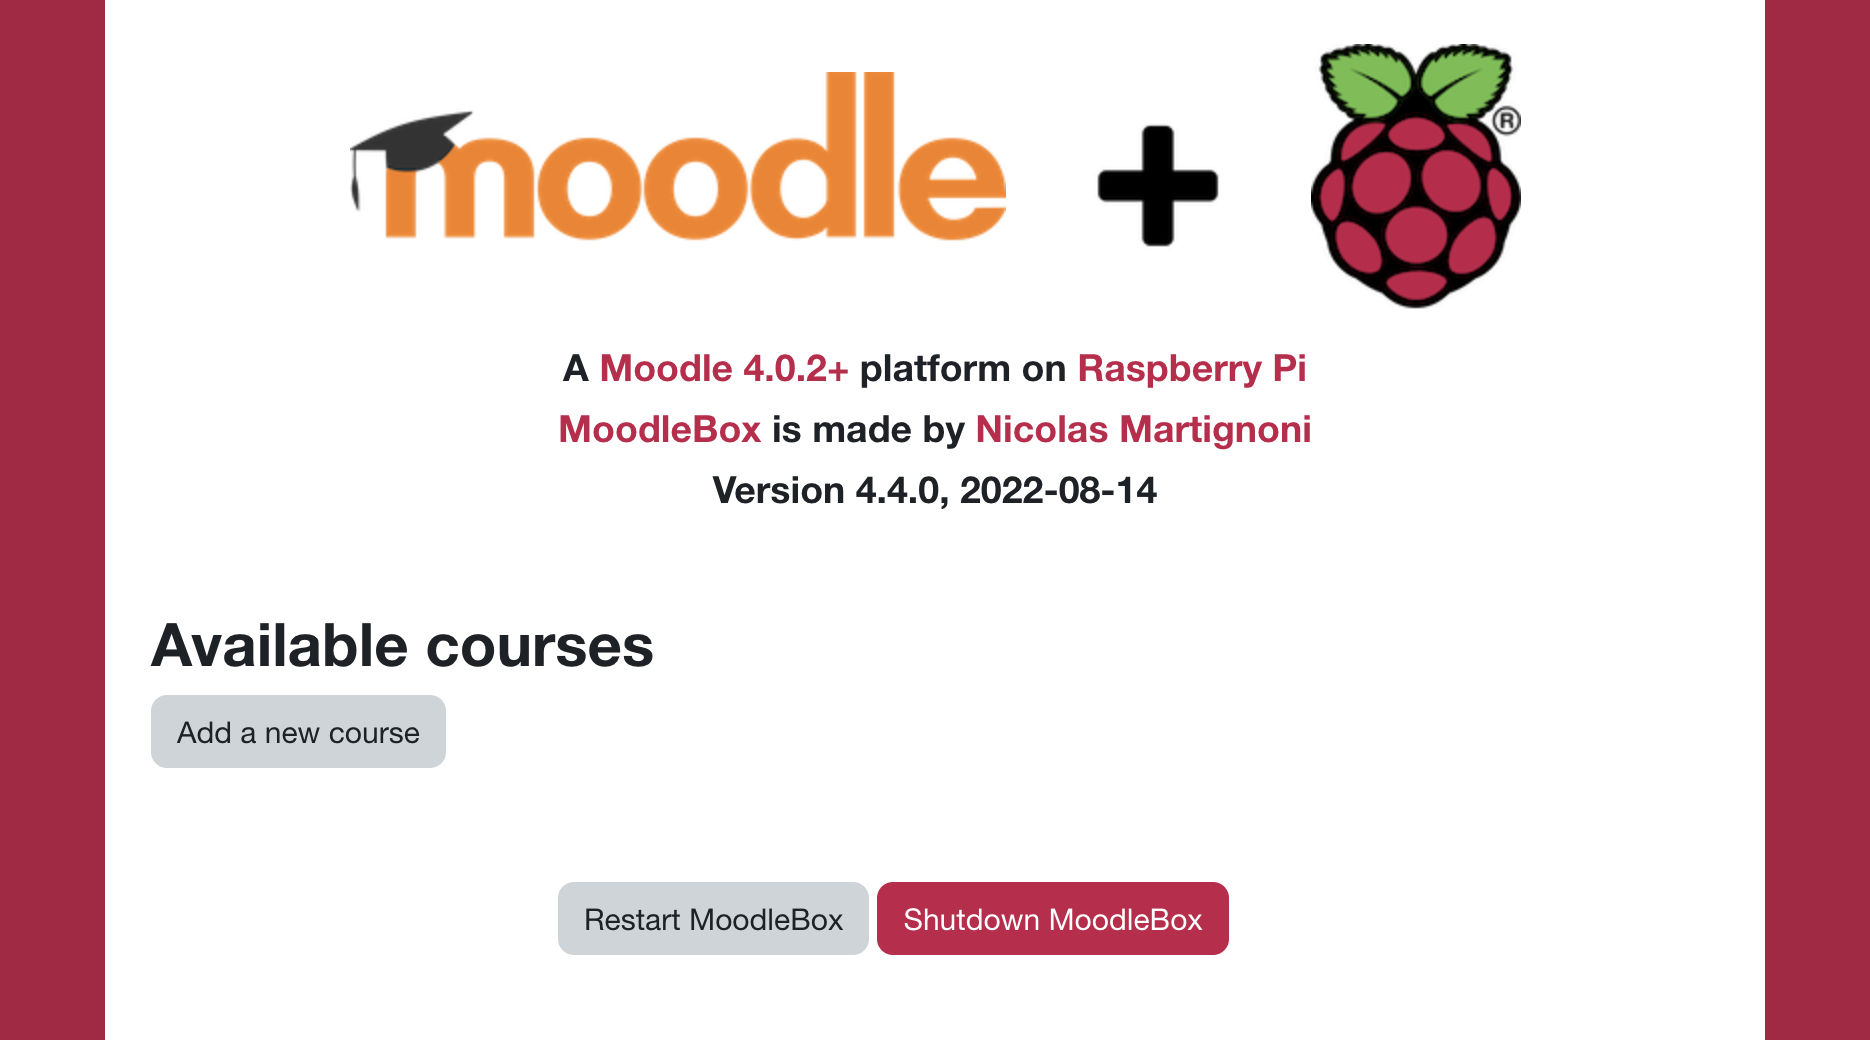 moodle
®
A Moodle 4.0.2+ platform on Raspberry Pi
MoodleBox is made by Nicolas Martignoni
Version 4.4.0, 2022-08-14
Available courses
Add a new course
Restart MoodleBox
Shutdown MoodleBox